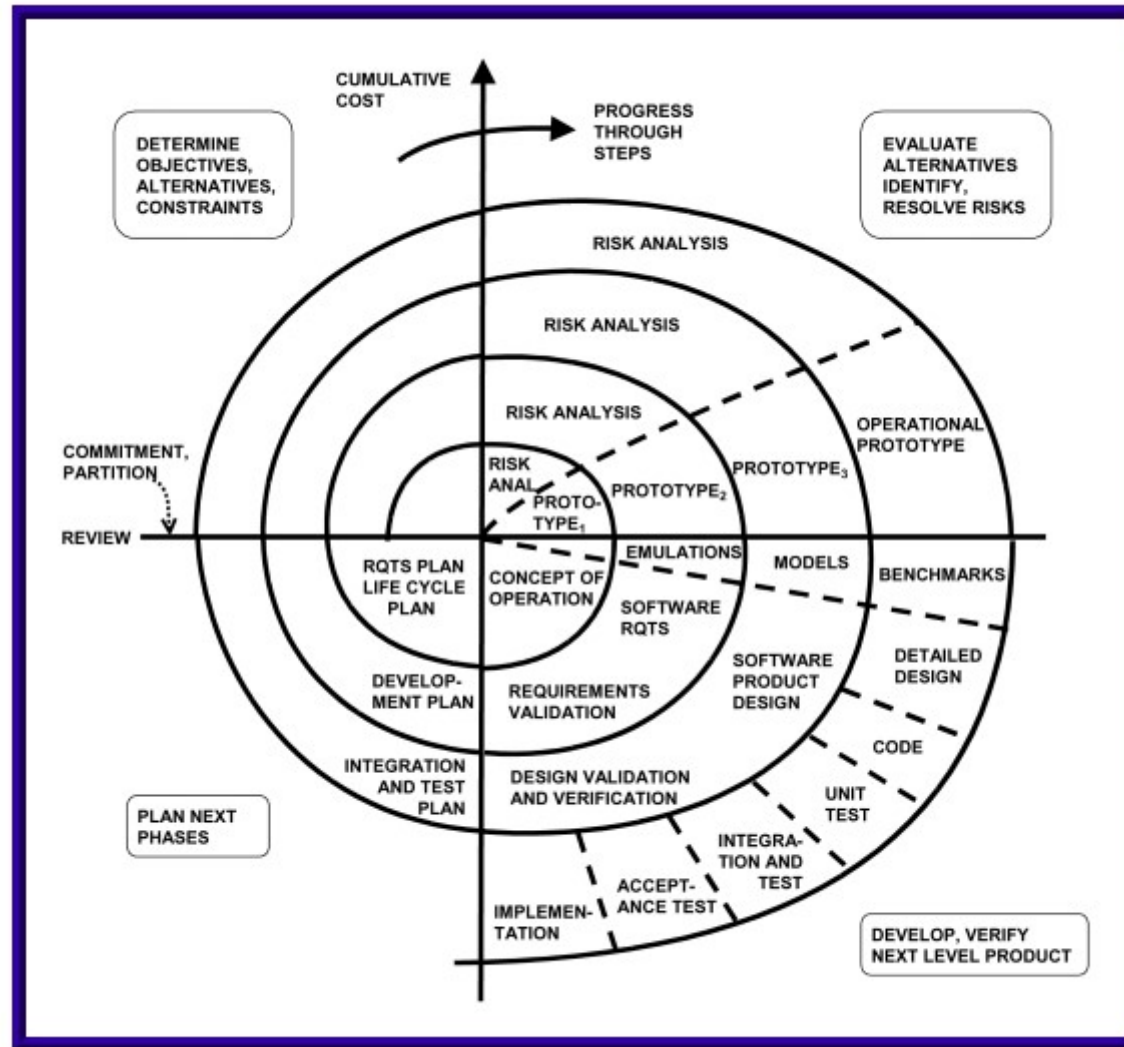 CUMULATIVE
COST
PROGRESS
THROUGH
STEPS
DETERMINE
OBJECTIVES,
ALTERNATIVES,
CONSTRAINTS
EVALUATE
ALTERNATIVES
IDENTIFY,
RESOLVE RISKS
RISK ANALYSIS
RISK ANALYSIS
RISK ANALYSIS
RISK
ANAL.
PROTO-
TYPE₁
PROTOTYPE₂
PROTOTYPE₃
OPERATIONAL
PROTOTYPE
COMMITMENT,
PARTITION
REVIEW
EMULATIONS
MODELS
BENCHMARKS
RQTS PLAN
LIFE CYCLE
PLAN
CONCEPT OF
OPERATION
SOFTWARE
RQTS
SOFTWARE
PRODUCT
DESIGN
DETAILED
DESIGN
DEVELOP-
MENT PLAN
REQUIREMENTS
VALIDATION
CODE
INTEGRATION
AND TEST
PLAN
DESIGN VALIDATION
AND VERIFICATION
UNIT
TEST
PLAN NEXT
PHASES
INTEGRA-
TION AND
TEST
ACCEPT-
ANCE TEST
IMPLEMEN-
TATION
DEVELOP, VERIFY
NEXT LEVEL PRODUCT